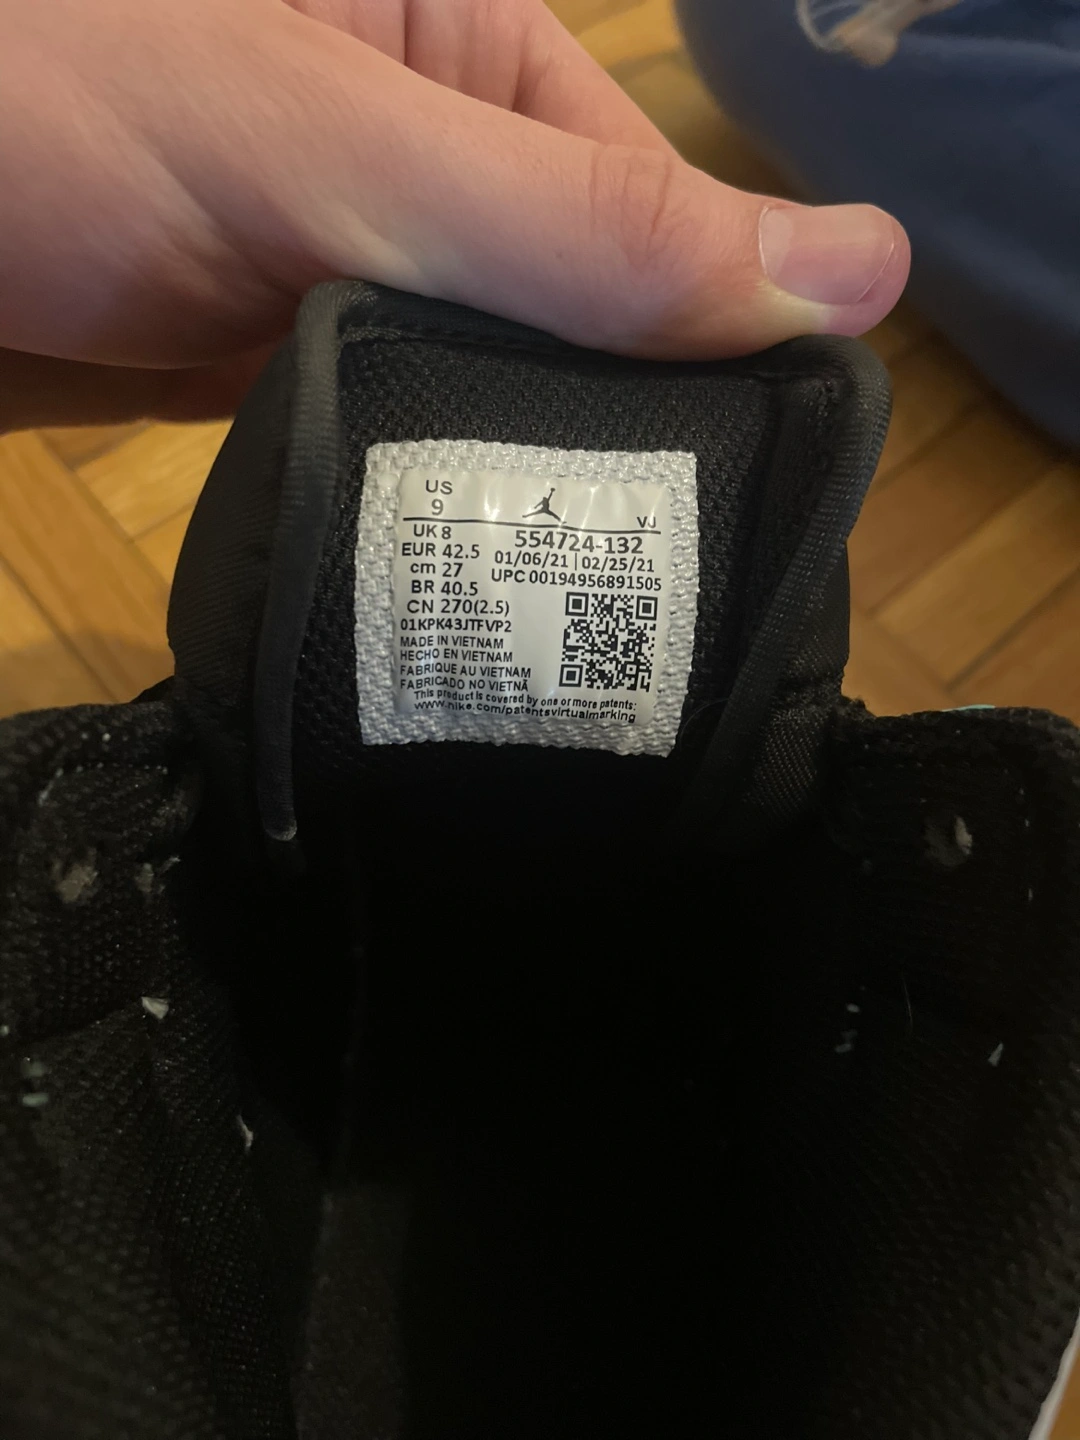 US
9
VJ
UK 8
554724-132
EUR 42.5
01/06/21 | 02/25/21
cm 27
UPC 00194956891505
BR 40.5
CN 270(2.5)
01KPK43JTFVP2
MADE IN VIETNAM
HECHO EN VIETNAM
FABRIQUE AU VIETNAM
FABRICADO NO VIETNÃ
This product is covered by one or more patents:
www.nike.com/patentsvirtualmarking